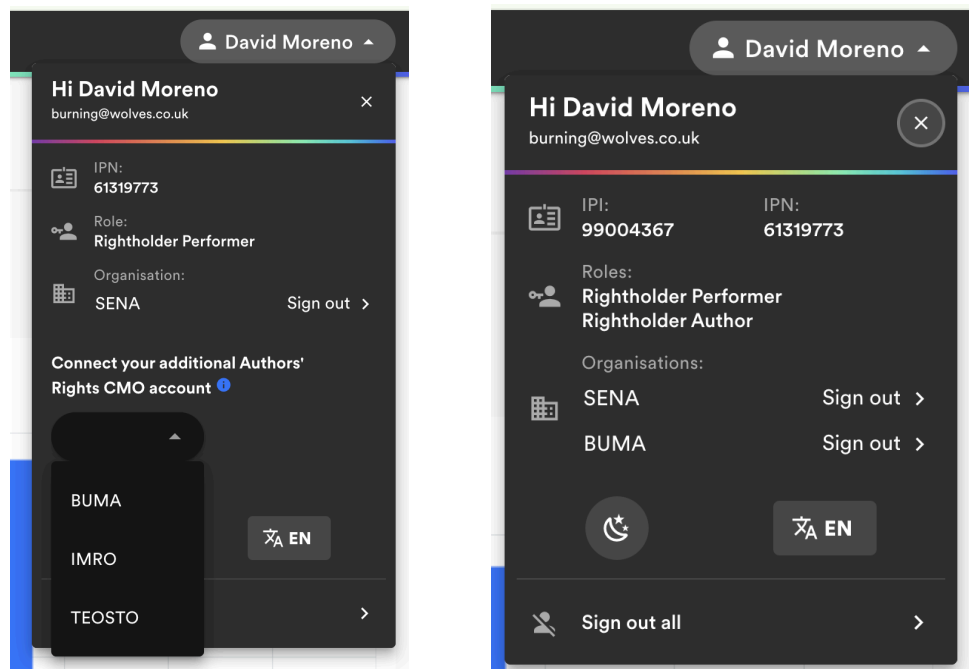 David Moreno
Hi David Moreno
burning@wolves.co.uk
IPN:
61319773
Role:
Rightholder Performer
Organisation:
SENA Sign out
Connect your additional Authors'
Rights CMO account
BUMA
EN
IMRO
TEOSTO
David Moreno
Hi David Moreno
burning@wolves.co.uk
IPI: IPN:
99004367 61319773
Roles:
Rightholder Performer
Rightholder Author
Organisations:
SENA Sign out
BUMA Sign out
EN
Sign out all